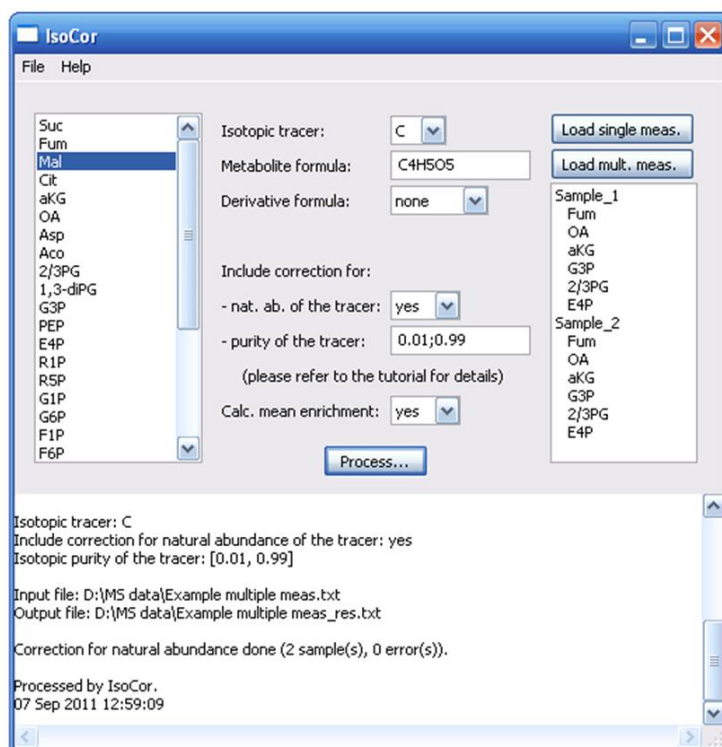 IsoCor
File Help
Suc
Fum
Mal
Cit
aKG
OA
Asp
Aco
2/3PG
1,3-diPG
G3P
PEP
E4P
R1P
R5P
G1P
G6P
F1P
F6P
Isotopic tracer: C
Metabolite formula: C4H5O5
Derivative formula: none
Include correction for:
- nat. ab. of the tracer: yes
- purity of the tracer: 0.01;0.99
(please refer to the tutorial for details)
Calc. mean enrichment: yes
Process...
Load single meas.
Load mult. meas.
Sample_1
Fum
OA
aKG
G3P
2/3PG
E4P
Sample_2
Fum
OA
aKG
G3P
2/3PG
E4P
Isotopic tracer: C
Include correction for natural abundance of the tracer: yes
Isotopic purity of the tracer: [0.01, 0.99]
Input file: D:\MS data\Example multiple meas.txt
Output file: D:\MS data\Example multiple meas_res.txt
Correction for natural abundance done (2 sample(s), 0 error(s)).
Processed by IsoCor.
07 Sep 2011 12:59:09